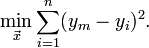 \min_{\vec{x}} \sum_{i=1}^{n} (y_m - y_i)^2.